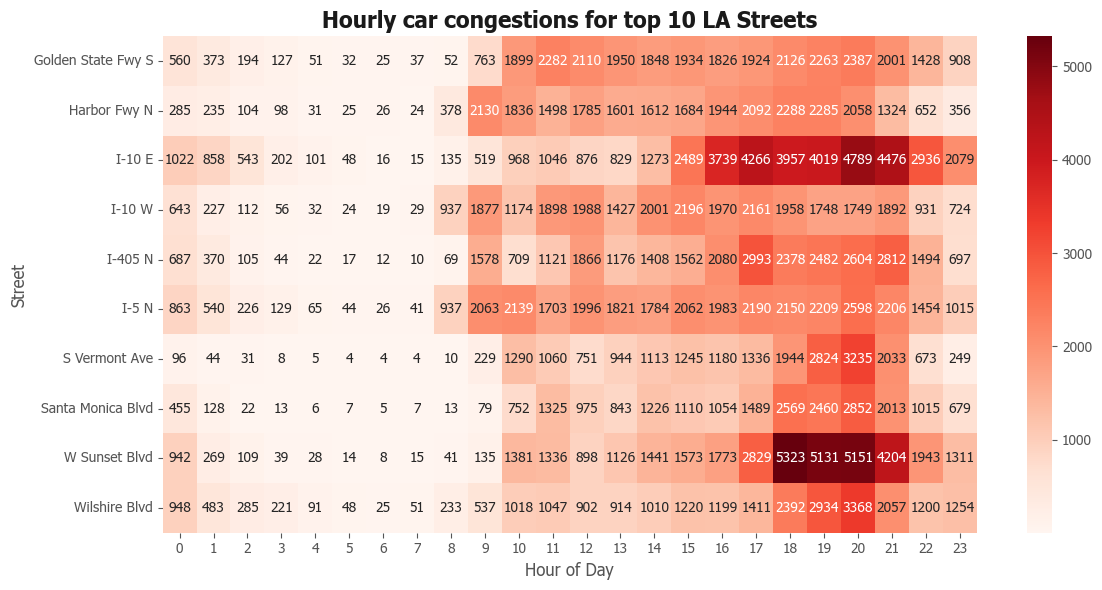 Hourly car congestions for top 10 LA Streets
Golden State Fwy S 560 373 194 127 51 32 25 37 52 763 1899 2282 2110 1950 1848 1934 1826 1924 2126 2263 2387 2001 1428 908
Harbor Fwy N 285 235 104 98 31 25 26 24 378 2130 1836 1498 1785 1601 1612 1684 1944 2092 2288 2285 2058 1324 652 356
I-10 E 1022 858 543 202 101 48 16 15 135 519 968 1046 876 829 1273 2489 3739 4266 3957 4019 4789 4476 2936 2079
I-10 W 643 227 112 56 32 24 19 29 937 1877 1174 1898 1988 1427 2001 2196 1970 2161 1958 1748 1749 1892 931 724
I-405 N 687 370 105 44 22 17 12 10 69 1578 709 1121 1866 1176 1408 1562 2080 2993 2378 2482 2604 2812 1494 697
I-5 N 863 540 226 129 65 44 26 41 937 2063 2139 1703 1996 1821 1784 2062 1983 2190 2150 2209 2598 2206 1454 1015
S Vermont Ave 96 44 31 8 5 4 4 4 10 229 1290 1060 751 944 1113 1245 1180 1336 1944 2824 3235 2033 673 249
Santa Monica Blvd 455 128 22 13 6 7 5 7 13 79 752 1325 975 843 1226 1110 1054 1489 2569 2460 2852 2013 1015 679
W Sunset Blvd 942 269 109 39 28 14 8 15 41 135 1381 1336 898 1126 1441 1573 1773 2829 5323 5131 5151 4204 1943 1311
Wilshire Blvd 948 483 285 221 91 48 25 51 233 537 1018 1047 902 914 1010 1220 1199 1411 2392 2934 3368 2057 1200 1254
0 1 2 3 4 5 6 7 8 9 10 11 12 13 14 15 16 17 18 19 20 21 22 23
Hour of Day
Street
5000
4000
3000
2000
1000